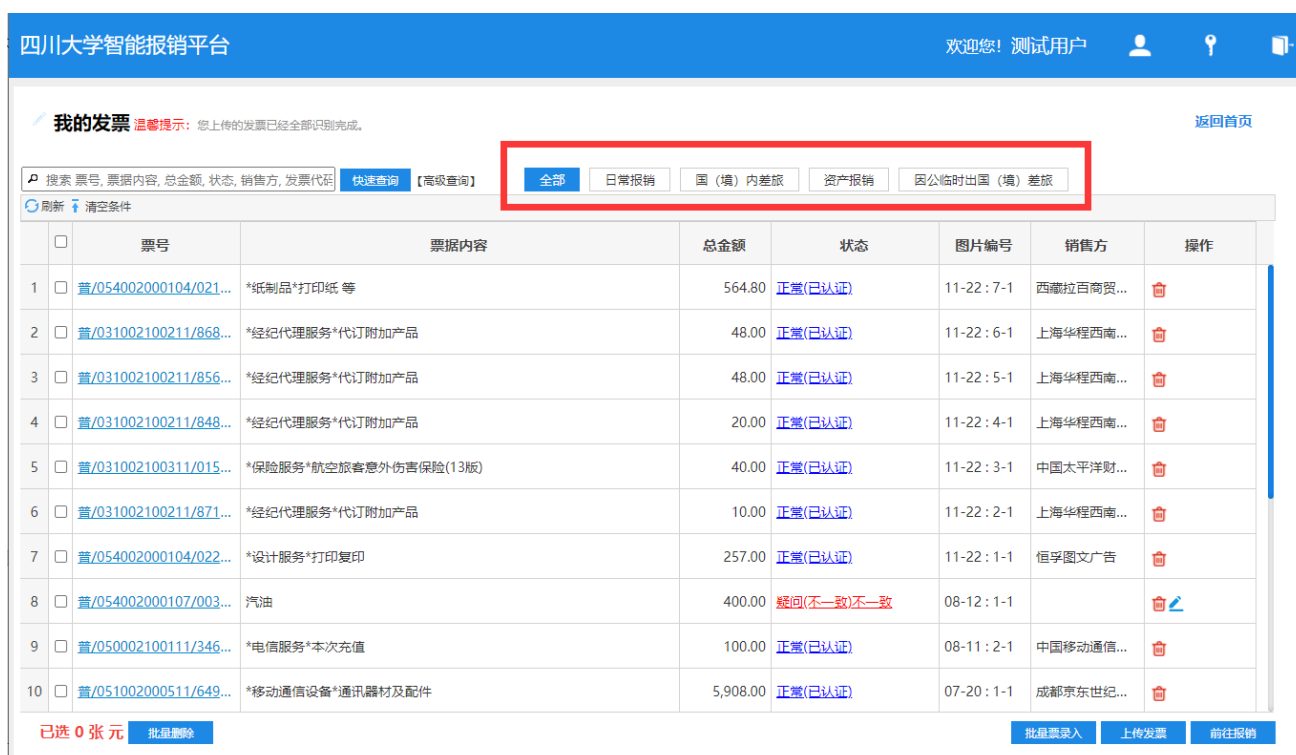 四川大学智能报销平台 欢迎您! 测试用户
我的发票 温馨提示: 您上传的发票已经全部识别完成。 返回首页
搜索 票号, 票据内容, 总金额, 状态, 销售方, 发票代码 快速查询 【高级查询】 全部 日常报销 国（境）内差旅 资产报销 因公临时出国（境）差旅
刷新 清空条件
票号 票据内容 总金额 状态 图片编号 销售方 操作
1 普/054002000104/021... *纸制品*打印纸 等 564.80 正常(已认证) 11-22 : 7-1 西藏拉百商贸...
2 普/031002100211/868... *经纪代理服务*代订附加产品 48.00 正常(已认证) 11-22 : 6-1 上海华程西南...
3 普/031002100211/856... *经纪代理服务*代订附加产品 48.00 正常(已认证) 11-22 : 5-1 上海华程西南...
4 普/031002100211/848... *经纪代理服务*代订附加产品 20.00 正常(已认证) 11-22 : 4-1 上海华程西南...
5 普/031002100311/015... *保险服务*航空旅客意外伤害保险(13版) 40.00 正常(已认证) 11-22 : 3-1 中国太平洋财...
6 普/031002100211/871... *经纪代理服务*代订附加产品 10.00 正常(已认证) 11-22 : 2-1 上海华程西南...
7 普/054002000104/022... *设计服务*打印复印 257.00 正常(已认证) 11-22 : 1-1 恒孚图文广告
8 普/054002000107/003... 汽油 400.00 疑问(不一致)不一致 08-12 : 1-1
9 普/050002100111/346... *电信服务*本次充值 100.00 正常(已认证) 08-11 : 2-1 中国移动通信...
10 普/051002000511/649... *移动通信设备*通讯器材及配件 5,908.00 正常(已认证) 07-20 : 1-1 成都京东世纪...
已选 0 张 元 批量删除 批量票录入 上传发票 前往报销